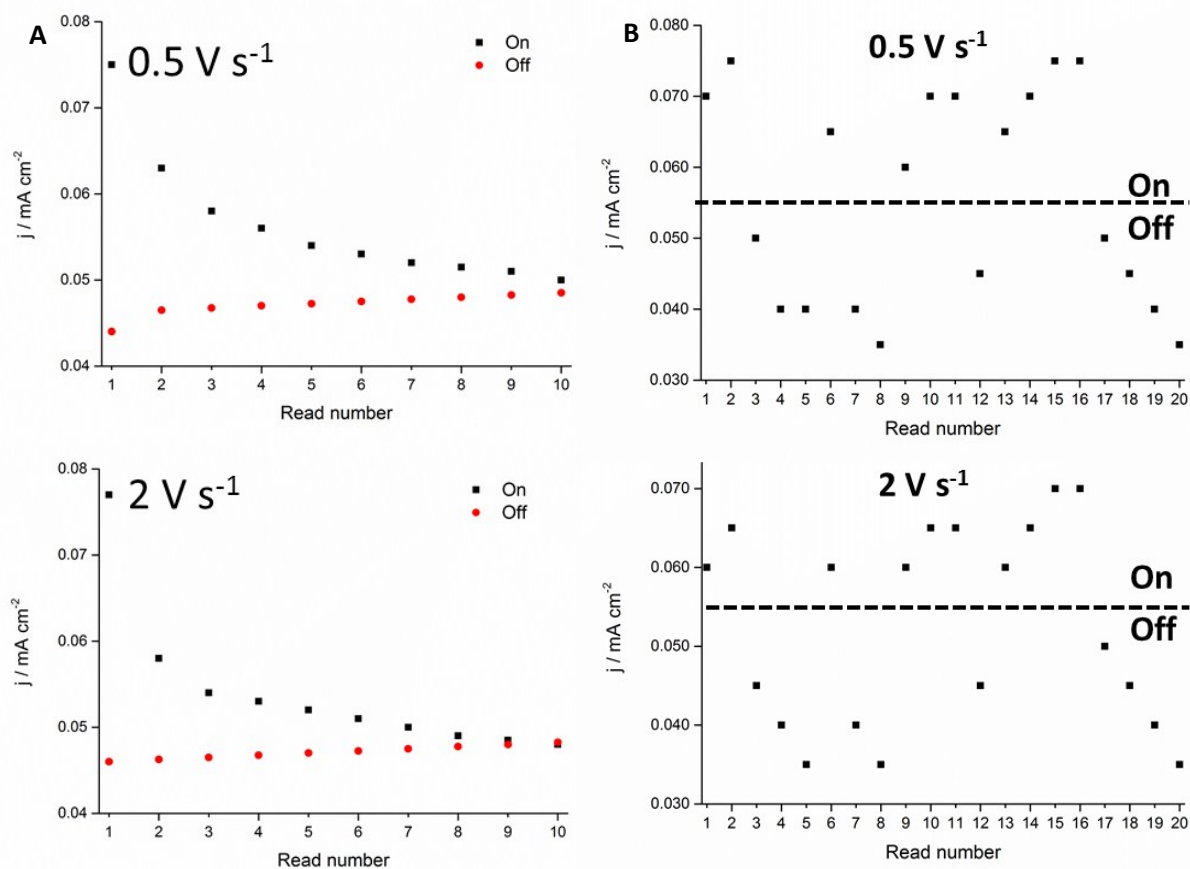 A
0.5 V s-1
On
Off
0.08
0.07
0.06
0.05
0.04
j / mA cm-2
1 2 3 4 5 6 7 8 9 10
Read number
B
0.5 V s-1
0.080
0.070
0.060
0.050
0.040
0.030
j / mA cm-2
On
Off
1 2 3 4 5 6 7 8 9 10 11 12 13 14 15 16 17 18 19 20
Read number
2 V s-1
On
Off
0.08
0.07
0.06
0.05
0.04
j / mA cm-2
1 2 3 4 5 6 7 8 9 10
Read number
2 V s-1
0.070
0.060
0.050
0.040
0.030
j / mA cm-2
On
Off
1 2 3 4 5 6 7 8 9 10 11 12 13 14 15 16 17 18 19 20
Read number